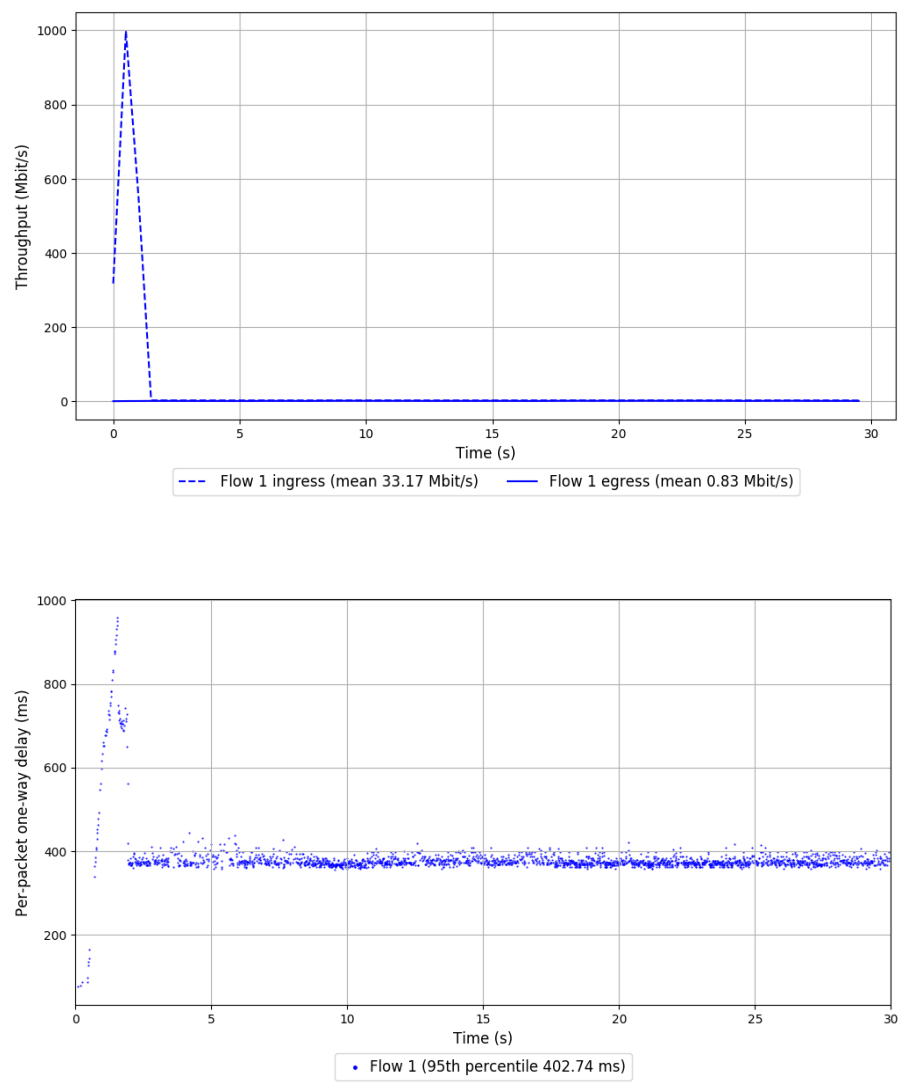 1000
800
600
400
200
0
Throughput (Mbit/s)
0 5 10 15 20 25 30
Time (s)
Flow 1 ingress (mean 33.17 Mbit/s) Flow 1 egress (mean 0.83 Mbit/s)
1000
800
600
400
200
Per-packet one-way delay (ms)
0 5 10 15 20 25 30
Time (s)
Flow 1 (95th percentile 402.74 ms)